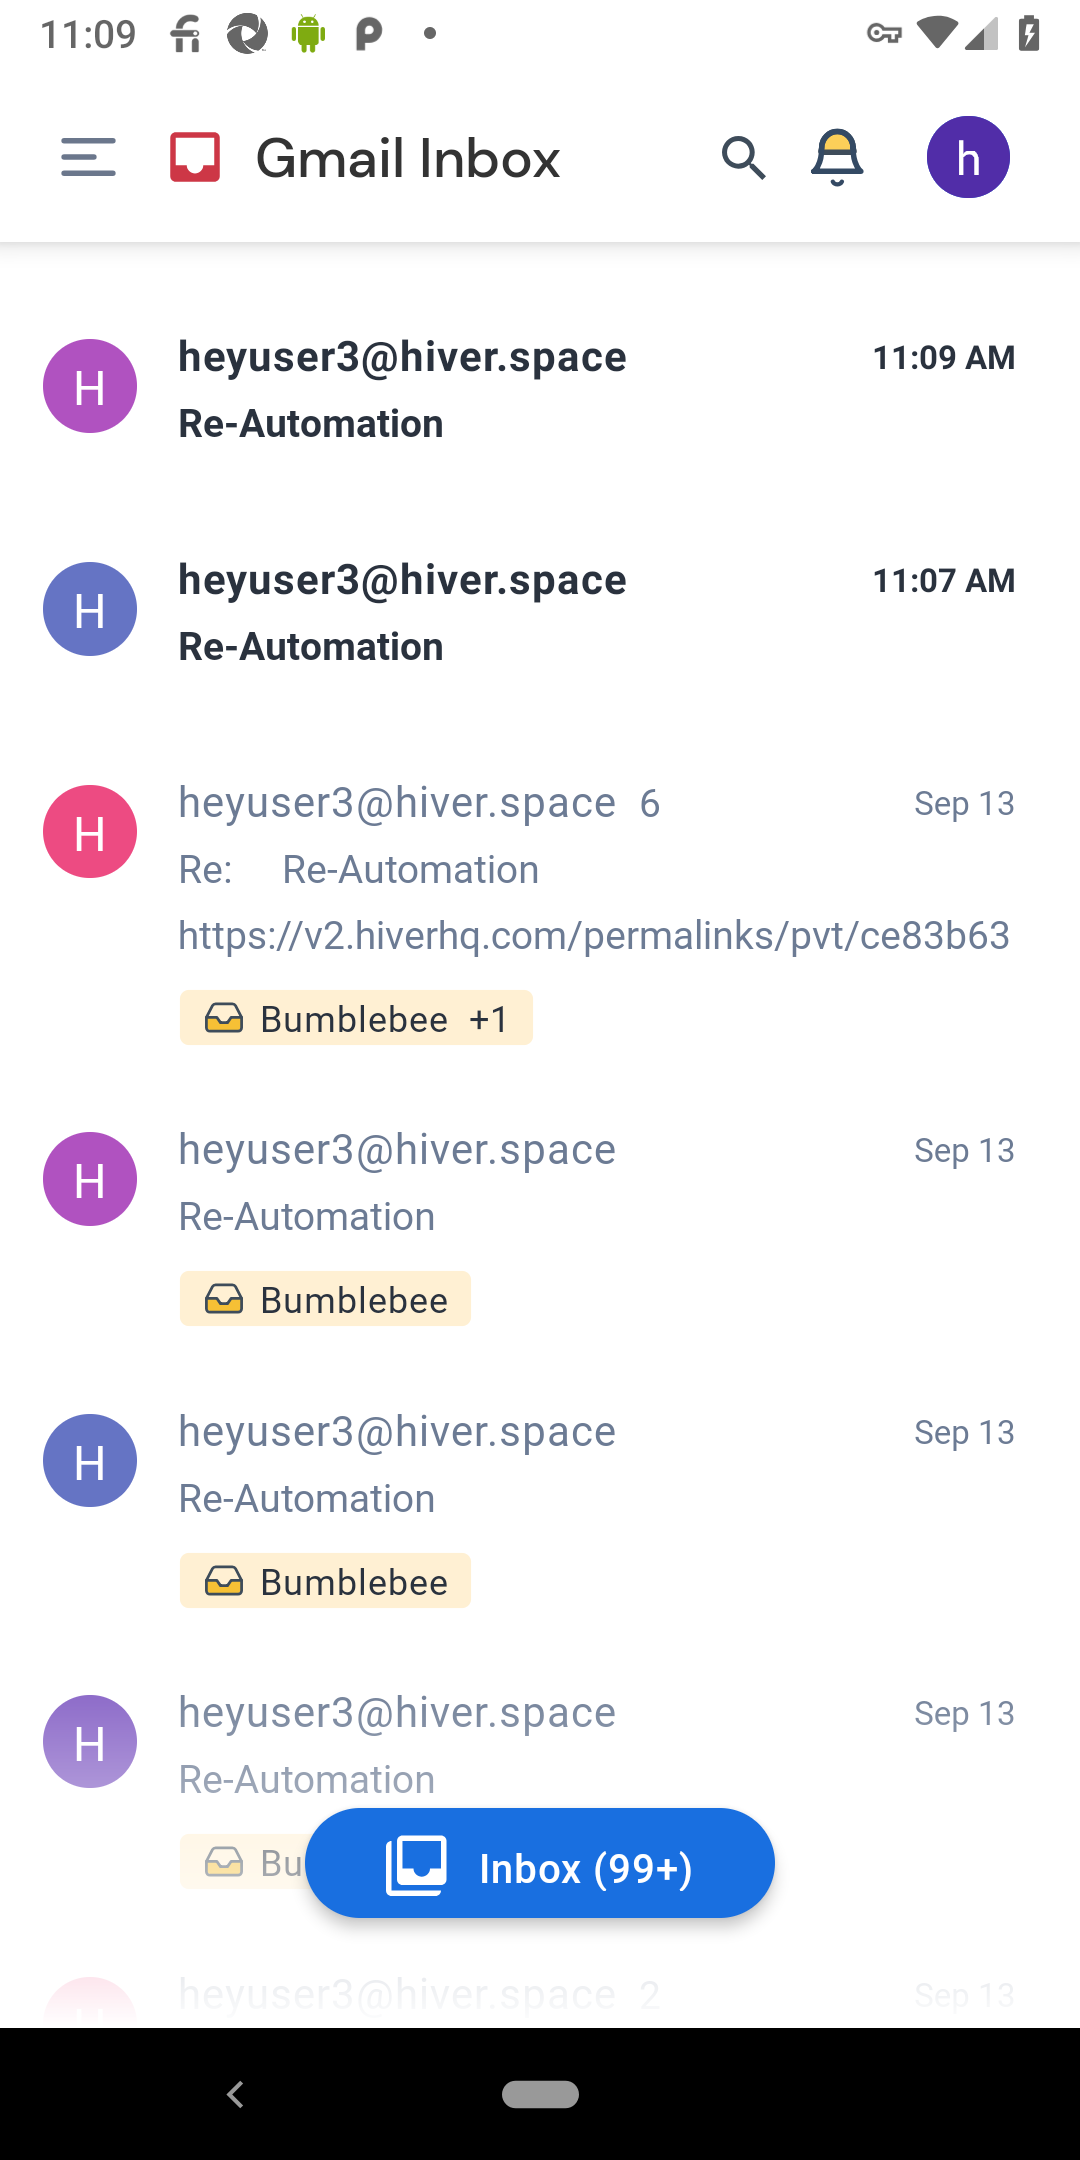 11:09
Gmail Inbox
h
H
heyuser3@hiver.space 11:09 AM
Re-Automation
H
heyuser3@hiver.space 11:07 AM
Re-Automation
H
heyuser3@hiver.space 6 Sep 13
Re: Re-Automation
https://v2.hiverhq.com/permalinks/pvt/ce83b63
Bumblebee +1
H
heyuser3@hiver.space Sep 13
Re-Automation
Bumblebee
H
heyuser3@hiver.space Sep 13
Re-Automation
Bumblebee
H
heyuser3@hiver.space Sep 13
Re-Automation
Bu
Inbox (99+)
heyuser3@hiver.space 2 Sep 13